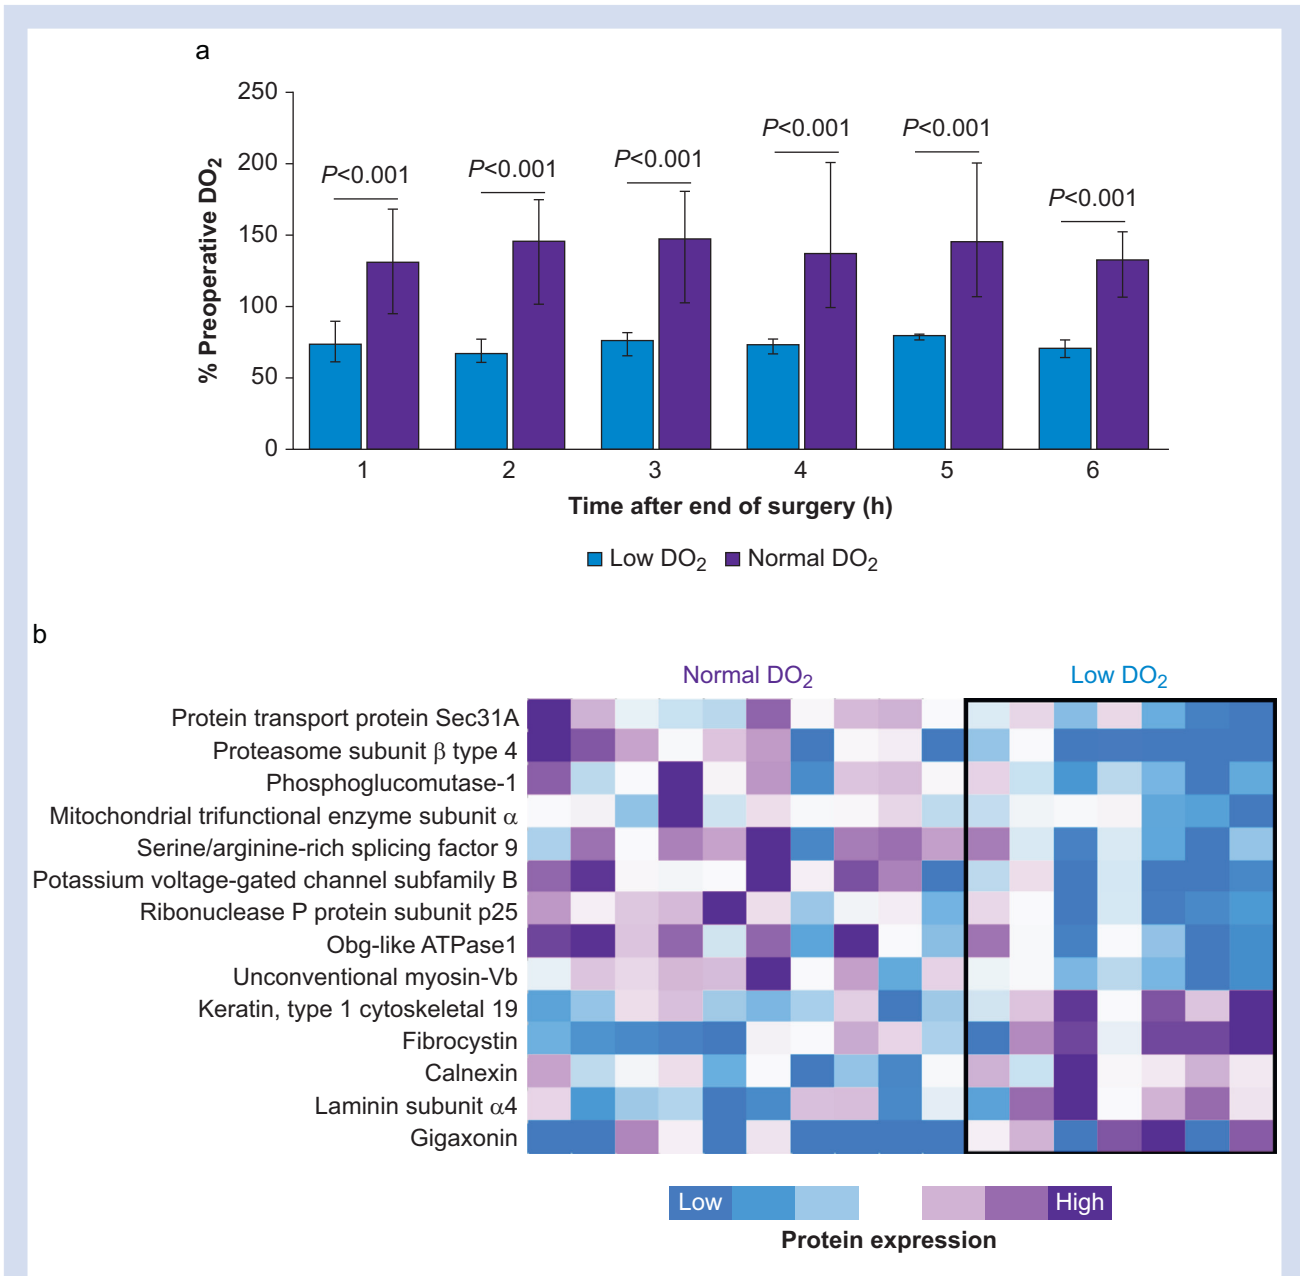 a
250
200
150
100
50
0
% Preoperative DO2
P<0.001
P<0.001
P<0.001
P<0.001
P<0.001
P<0.001
1 2 3 4 5 6
Time after end of surgery (h)
Low DO2 Normal DO2
b
Normal DO2 Low DO2
Protein transport protein Sec31A
Proteasome subunit β type 4
Phosphoglucomutase-1
Mitochondrial trifunctional enzyme subunit α
Serine/arginine-rich splicing factor 9
Potassium voltage-gated channel subfamily B
Ribonuclease P protein subunit p25
Obg-like ATPase1
Unconventional myosin-Vb
Keratin, type 1 cytoskeletal 19
Fibrocystin
Calnexin
Laminin subunit α4
Gigaxonin
Low High
Protein expression